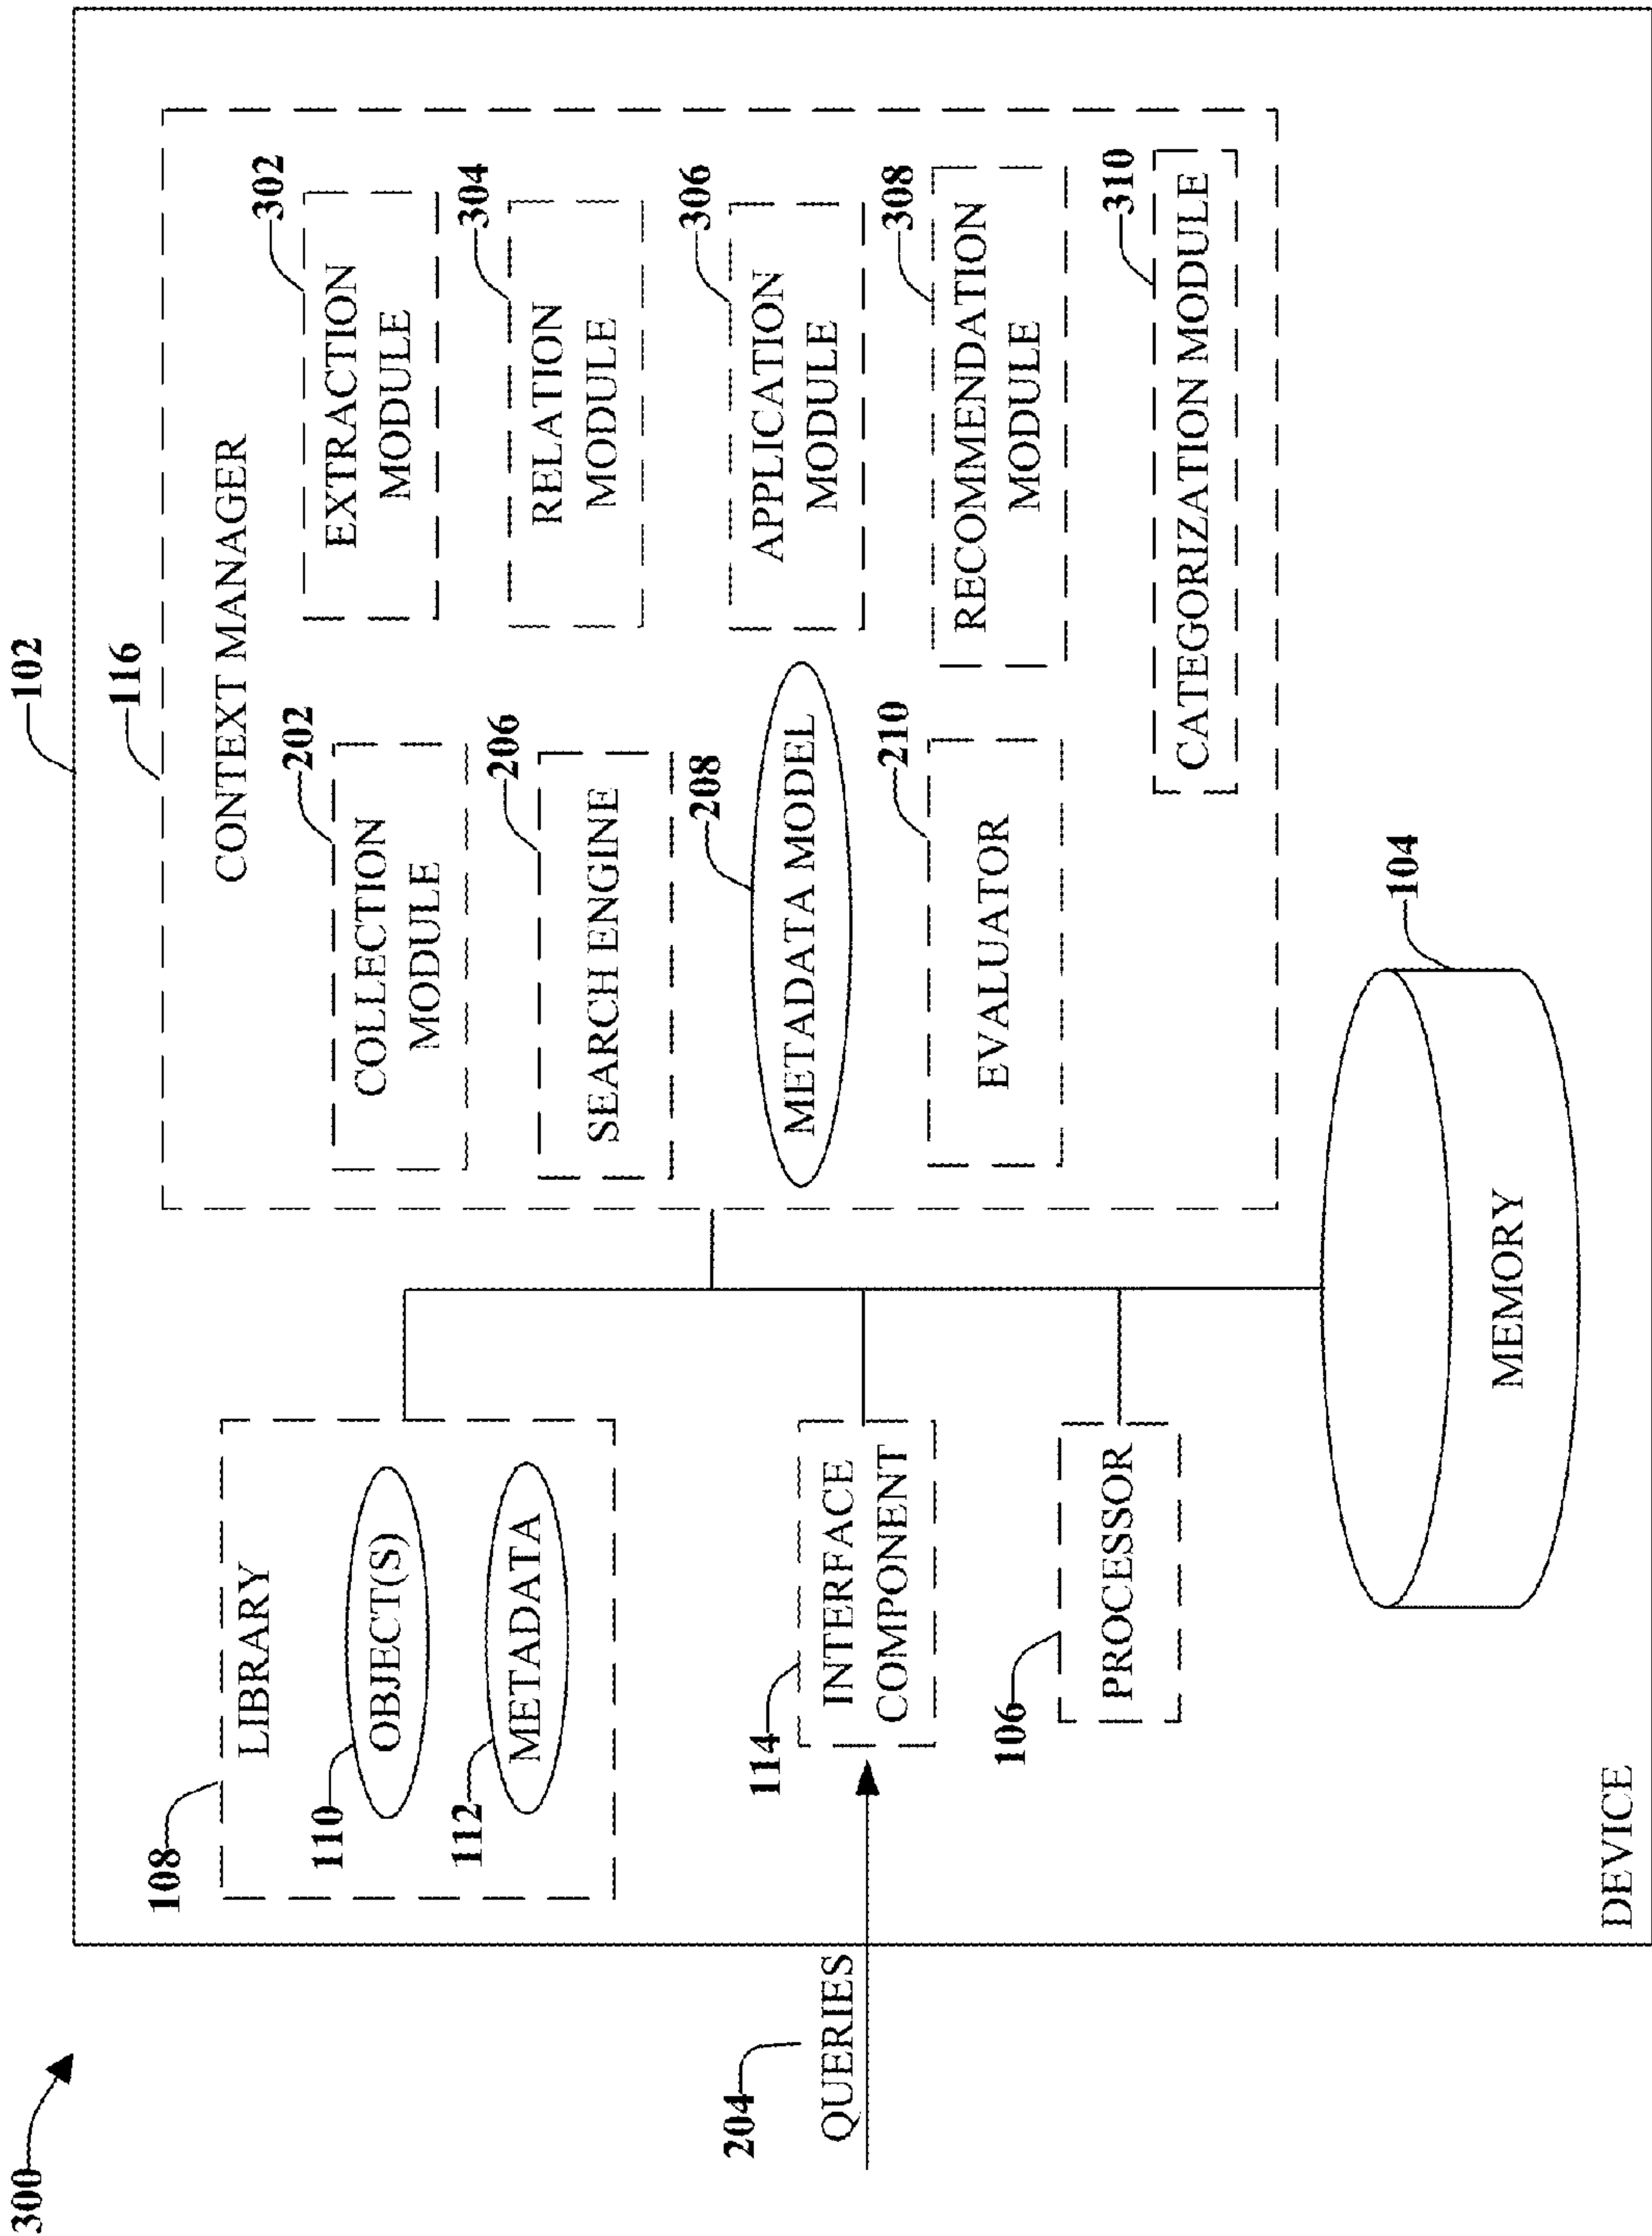 300
102
116
CONTEXT MANAGER
108
LIBRARY
110
OBJECT(S)
112
METADATA
202
COLLECTION
MODULE
302
EXTRACTION
MODULE
206
SEARCH ENGINE
304
RELATION
MODULE
204
QUERIES
114
INTERFACE
COMPONENT
208
METADATA MODEL
306
APPLICATION
MODULE
106
PROCESSOR
210
EVALUATOR
308
RECOMMENDATION
MODULE
310
CATEGORIZATION MODULE
104
MEMORY
DEVICE